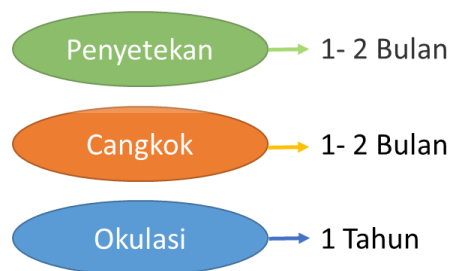 Penyetekan 1- 2 Bulan
Cangkok 1- 2 Bulan
Okulasi 1 Tahun